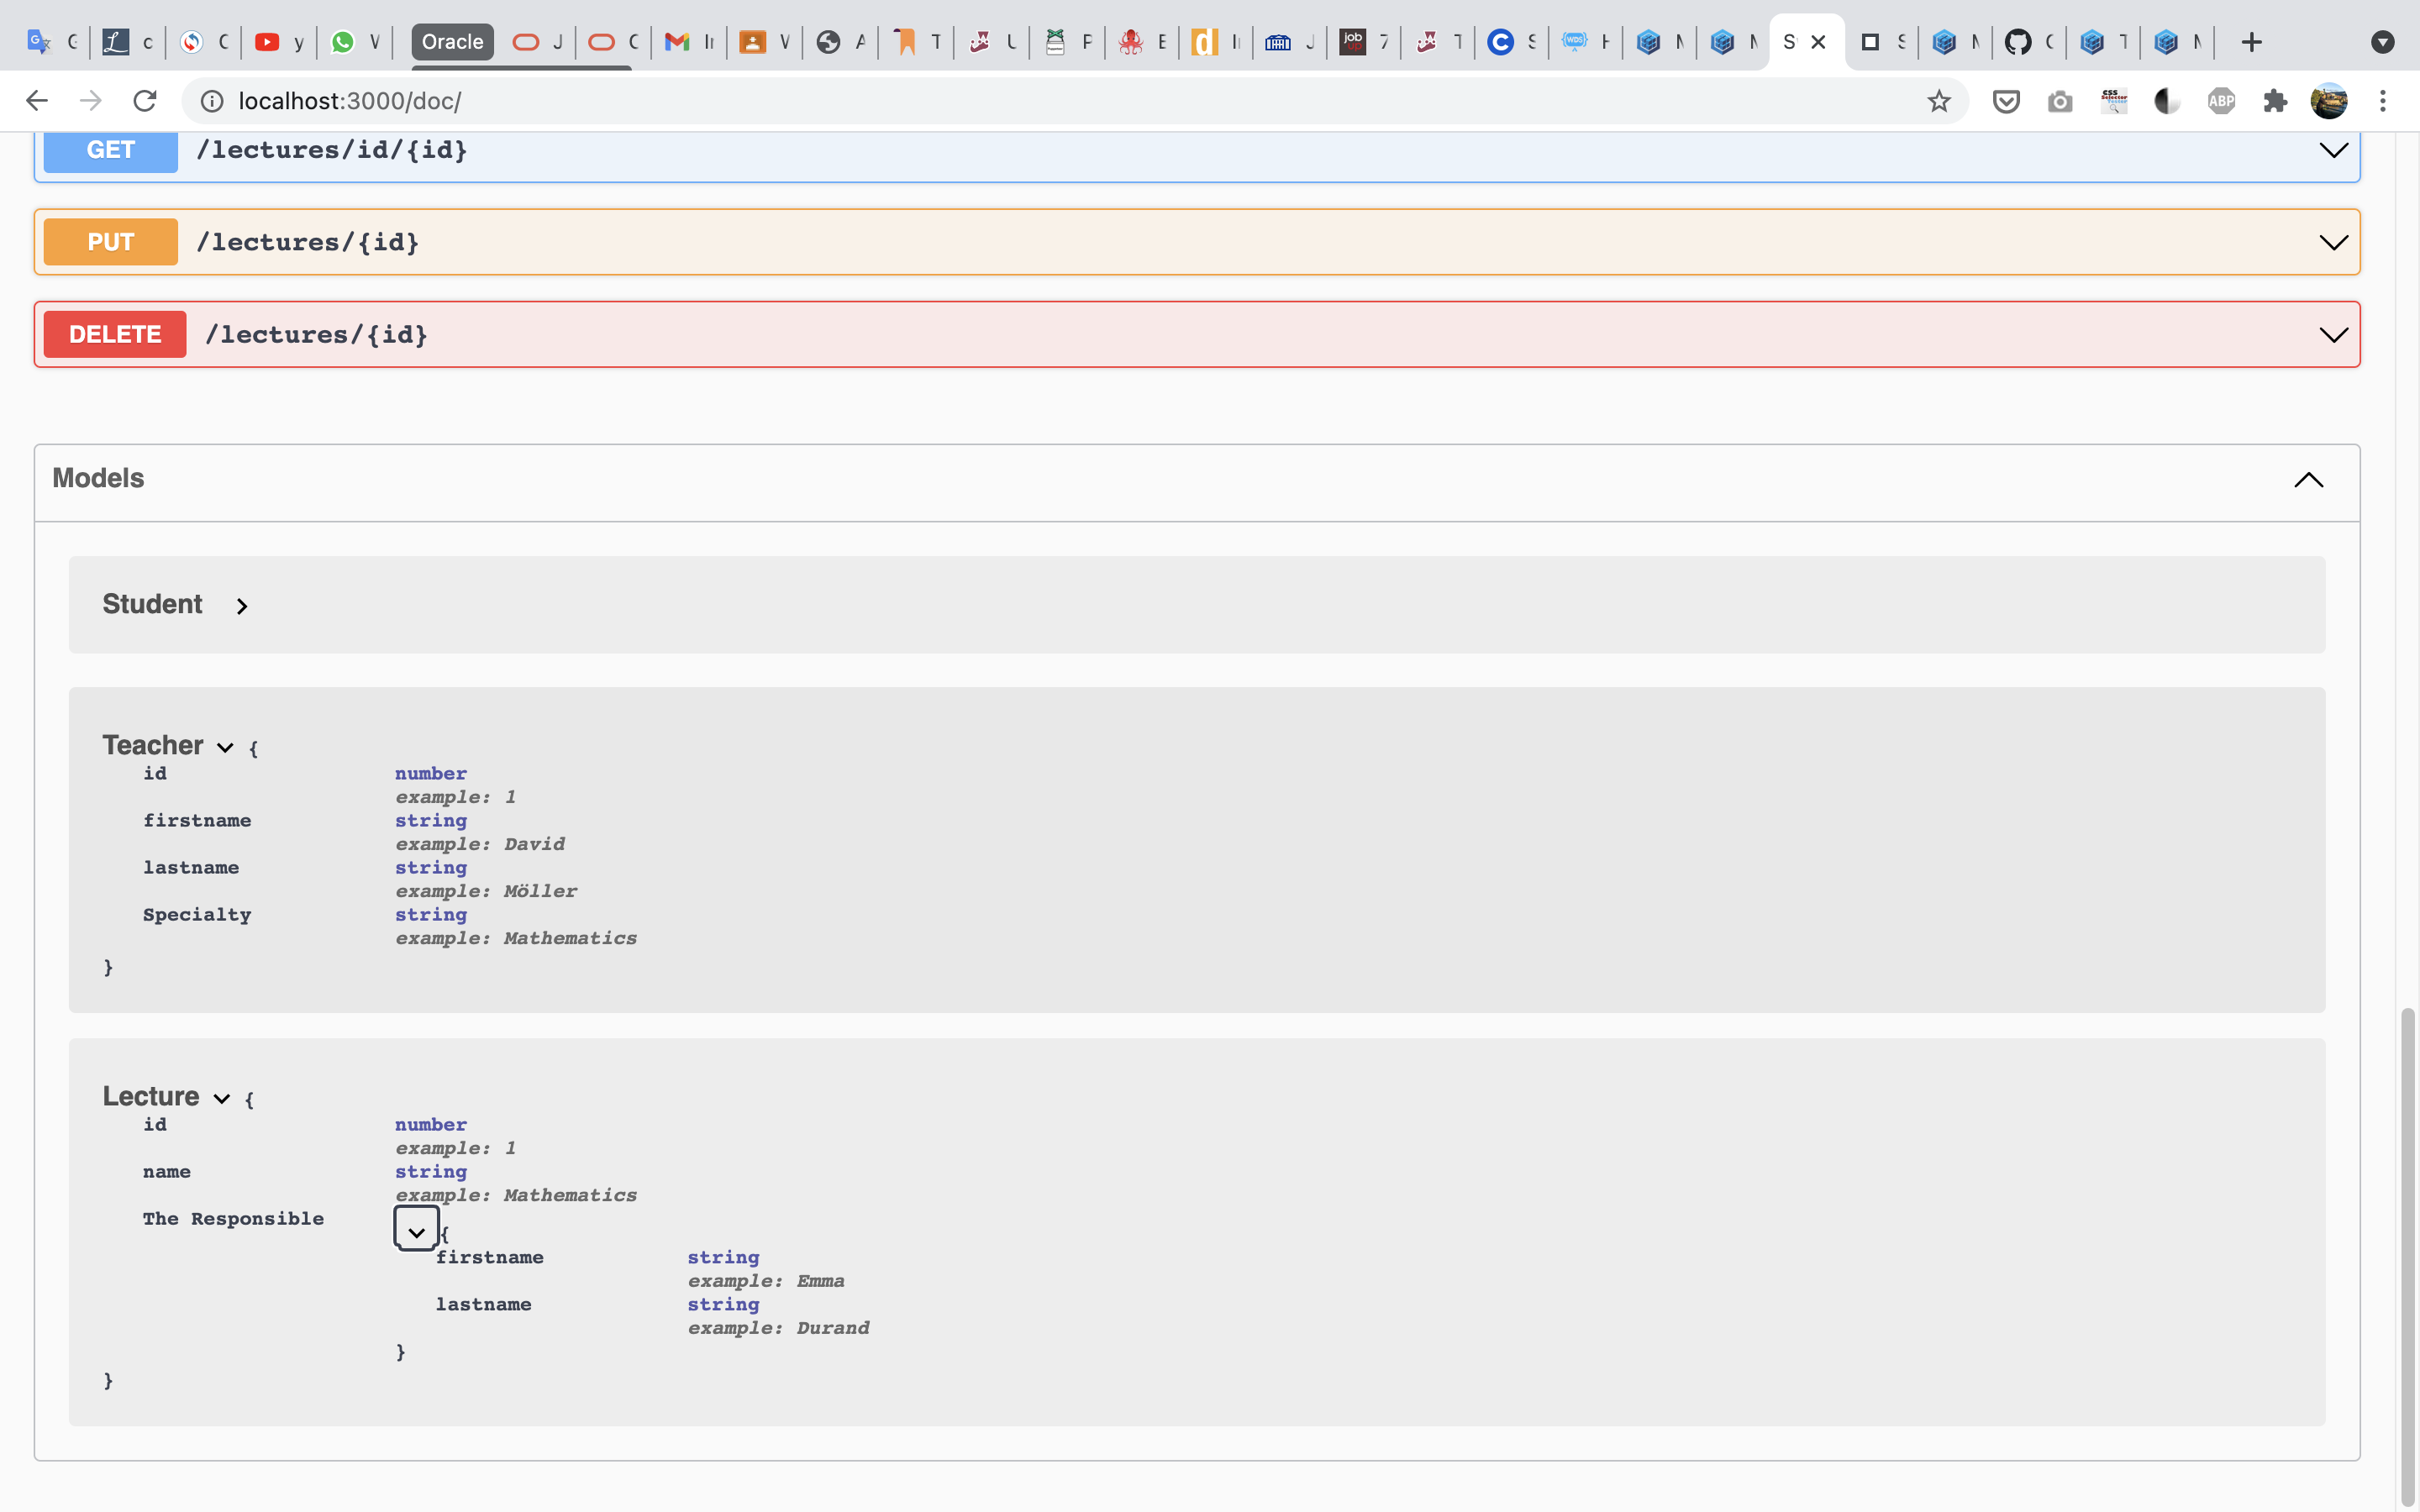 Oracle
localhost:3000/doc/
GET /lectures/id/{id}
PUT /lectures/{id}
DELETE /lectures/{id}
Models
Student
Teacher {
id number
example: 1
firstname string
example: David
lastname string
example: Möller
Specialty string
example: Mathematics
}
Lecture {
id number
example: 1
name string
example: Mathematics
The Responsible {
firstname string
example: Emma
lastname string
example: Durand
}
}